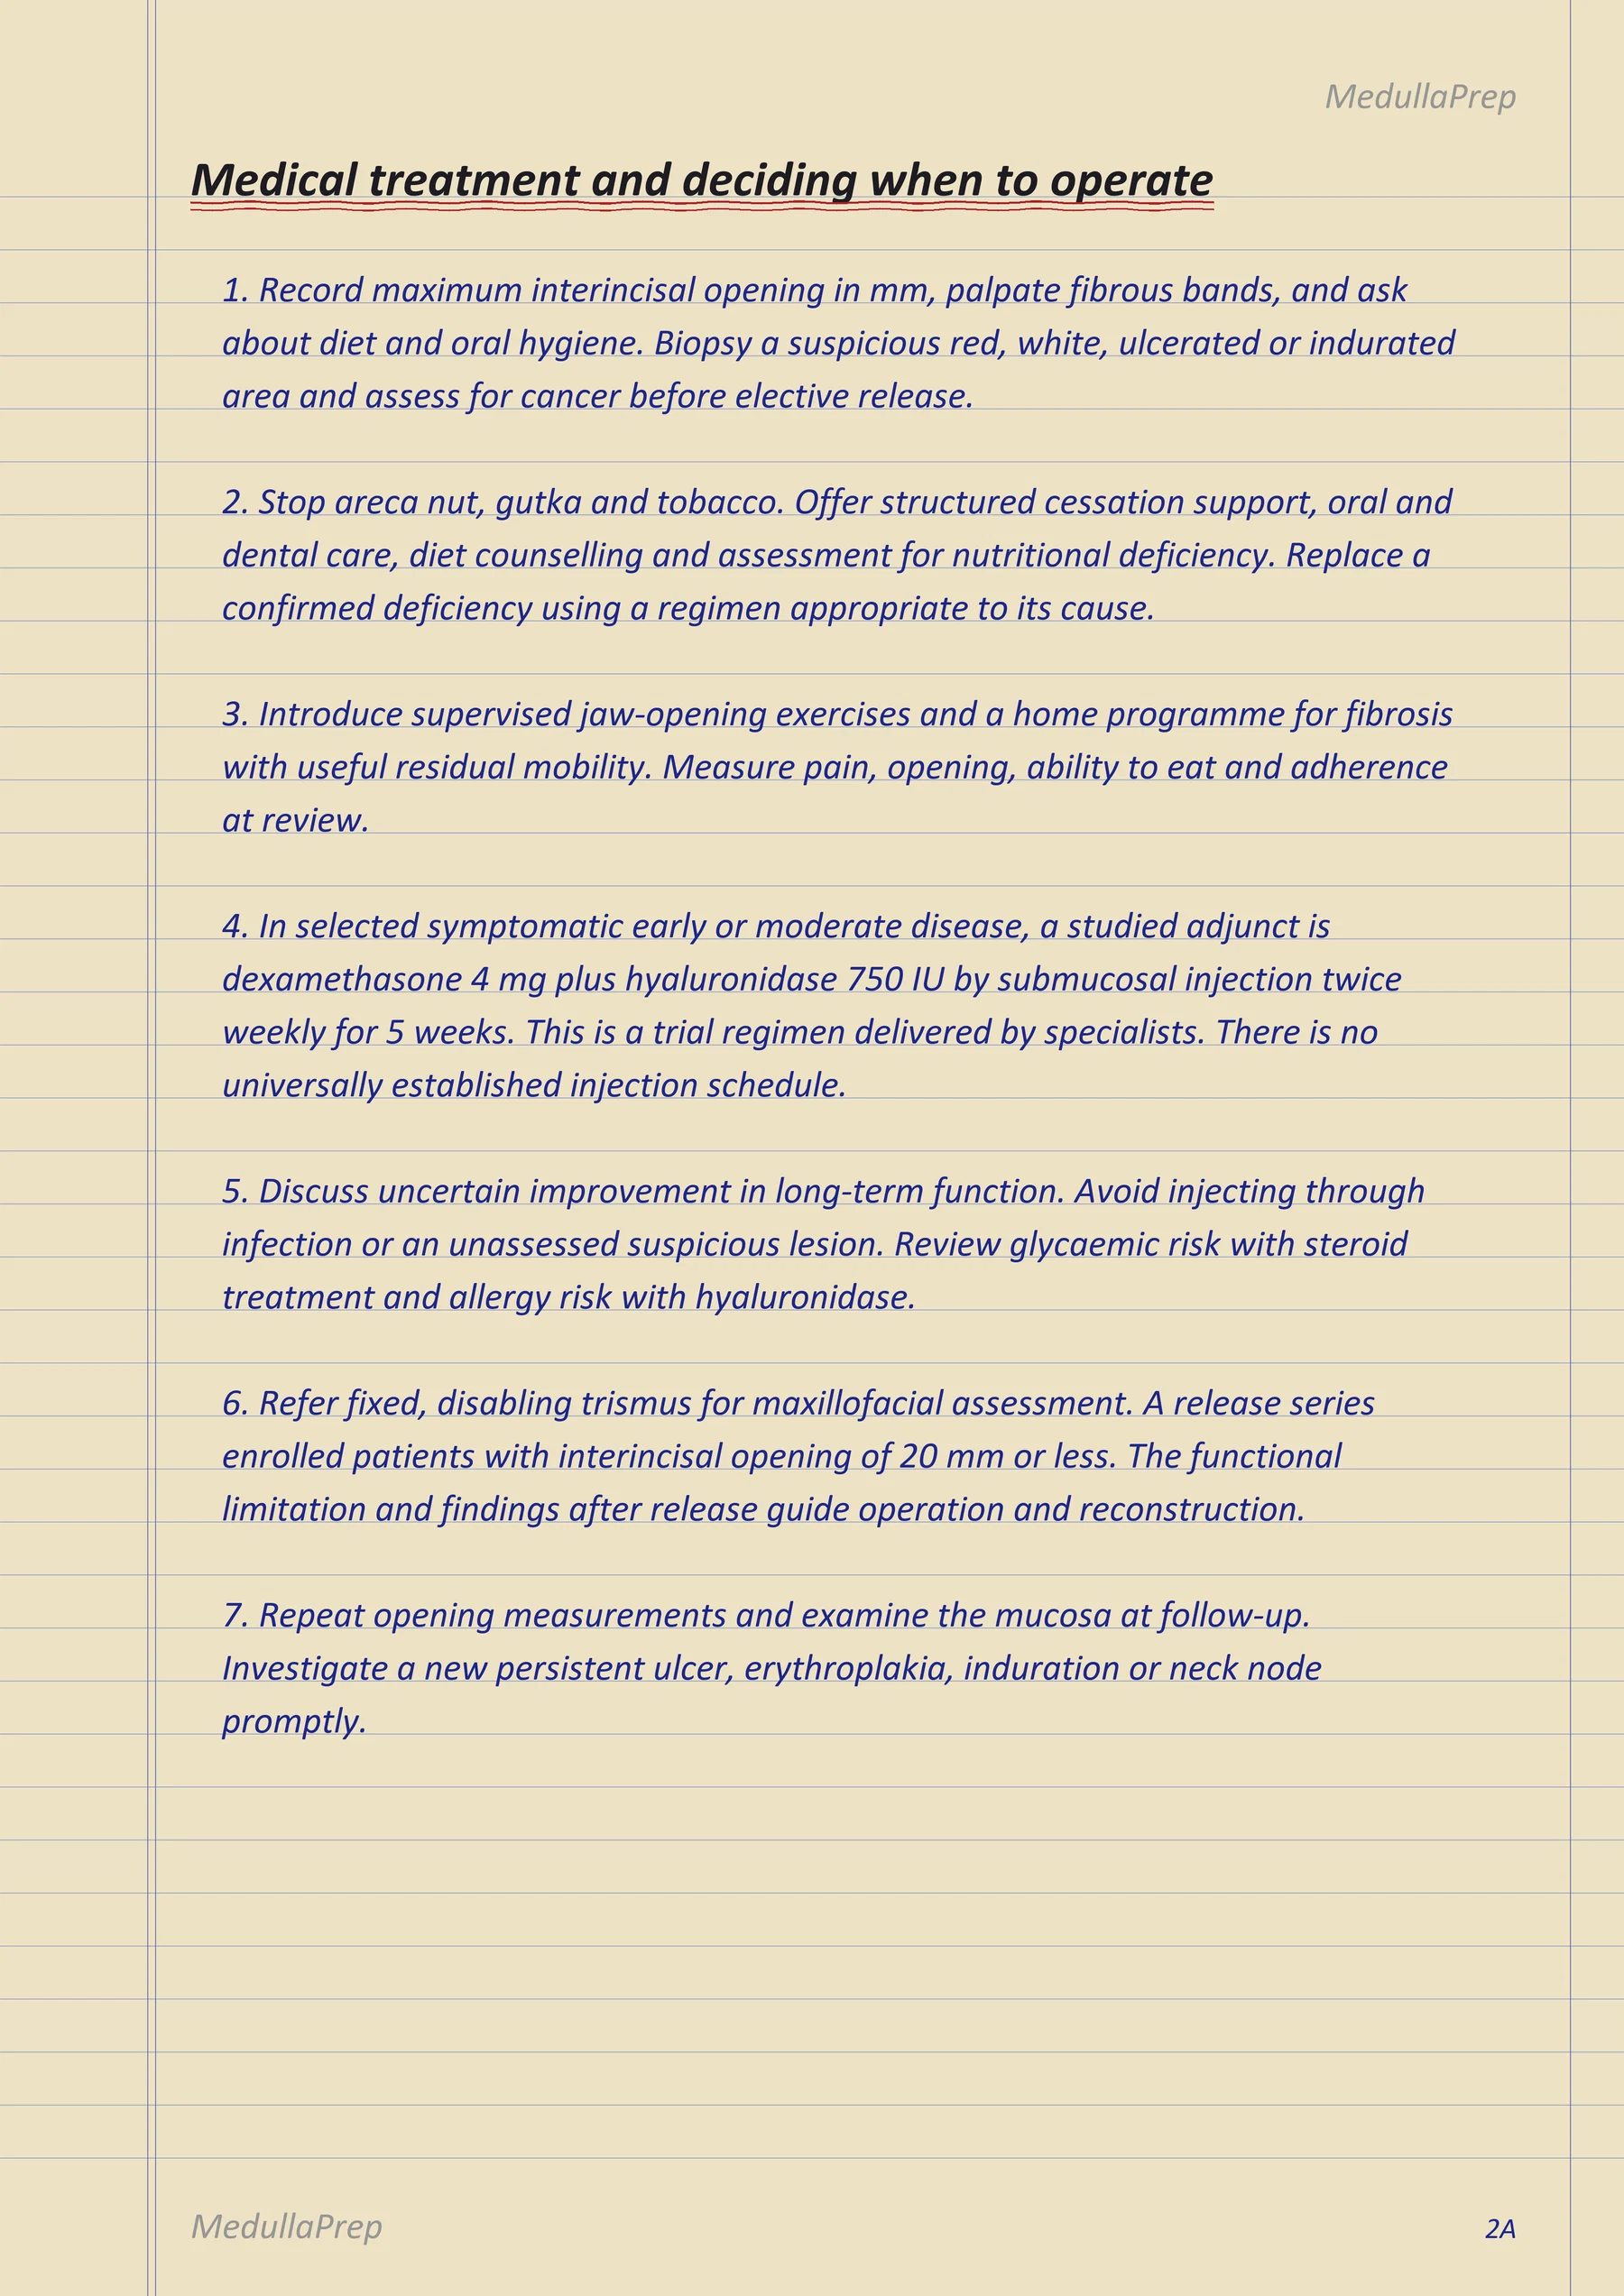 MedullaPrep
Medical treatment and deciding when to operate
1. Record maximum interincisal opening in mm, palpate fibrous bands, and ask
about diet and oral hygiene. Biopsy a suspicious red, white, ulcerated or indurated
area and assess for cancer before elective release.
2. Stop areca nut, gutka and tobacco. Offer structured cessation support, oral and
dental care, diet counselling and assessment for nutritional deficiency. Replace a
confirmed deficiency using a regimen appropriate to its cause.
3. Introduce supervised jaw-opening exercises and a home programme for fibrosis
with useful residual mobility. Measure pain, opening, ability to eat and adherence
at review.
4. In selected symptomatic early or moderate disease, a studied adjunct is
dexamethasone 4 mg plus hyaluronidase 750 IU by submucosal injection twice
weekly for 5 weeks. This is a trial regimen delivered by specialists. There is no
universally established injection schedule.
5. Discuss uncertain improvement in long-term function. Avoid injecting through
infection or an unassessed suspicious lesion. Review glycaemic risk with steroid
treatment and allergy risk with hyaluronidase.
6. Refer fixed, disabling trismus for maxillofacial assessment. A release series
enrolled patients with interincisal opening of 20 mm or less. The functional
limitation and findings after release guide operation and reconstruction.
7. Repeat opening measurements and examine the mucosa at follow-up.
Investigate a new persistent ulcer, erythroplakia, induration or neck node
promptly.
MedullaPrep
2A